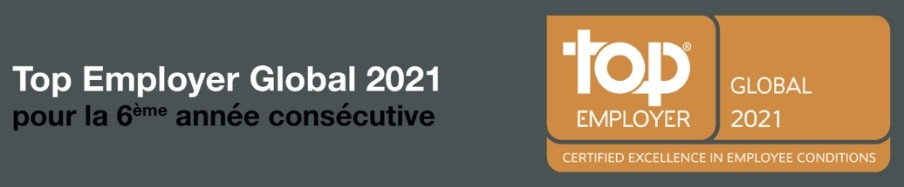 Top Employer Global 2021
pour la 6ème année consécutive
top®
EMPLOYER
GLOBAL
2021
CERTIFIED EXCELLENCE IN EMPLOYEE CONDITIONS